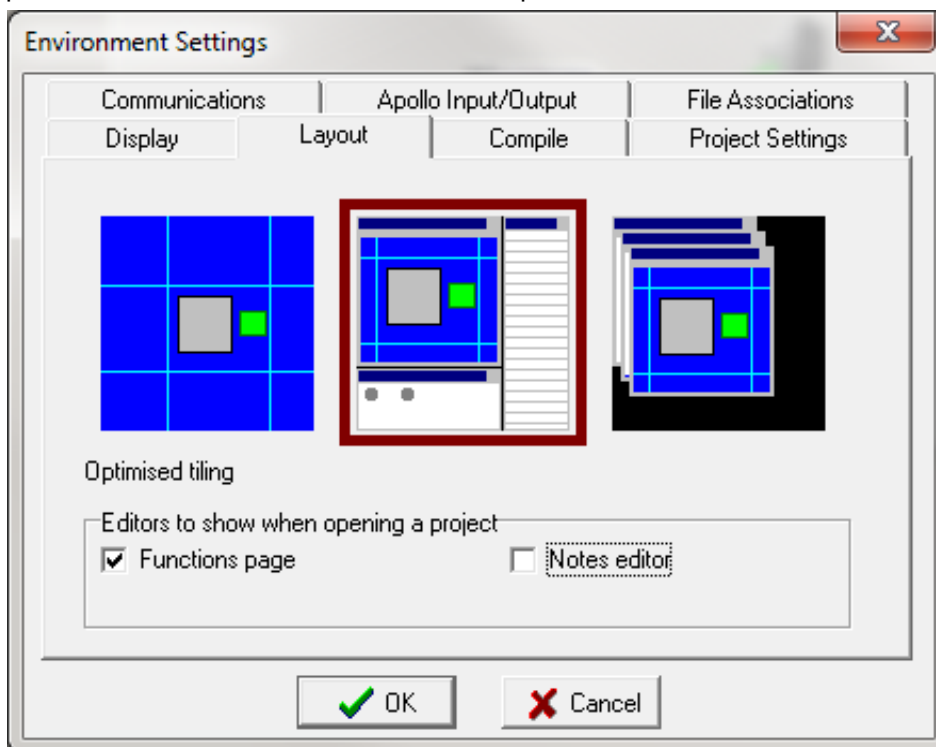 Environment Settings
Communications Apollo Input/Output File Associations
Display Layout Compile Project Settings
Optimised tiling
Editors to show when opening a project
Functions page Notes editor
OK Cancel